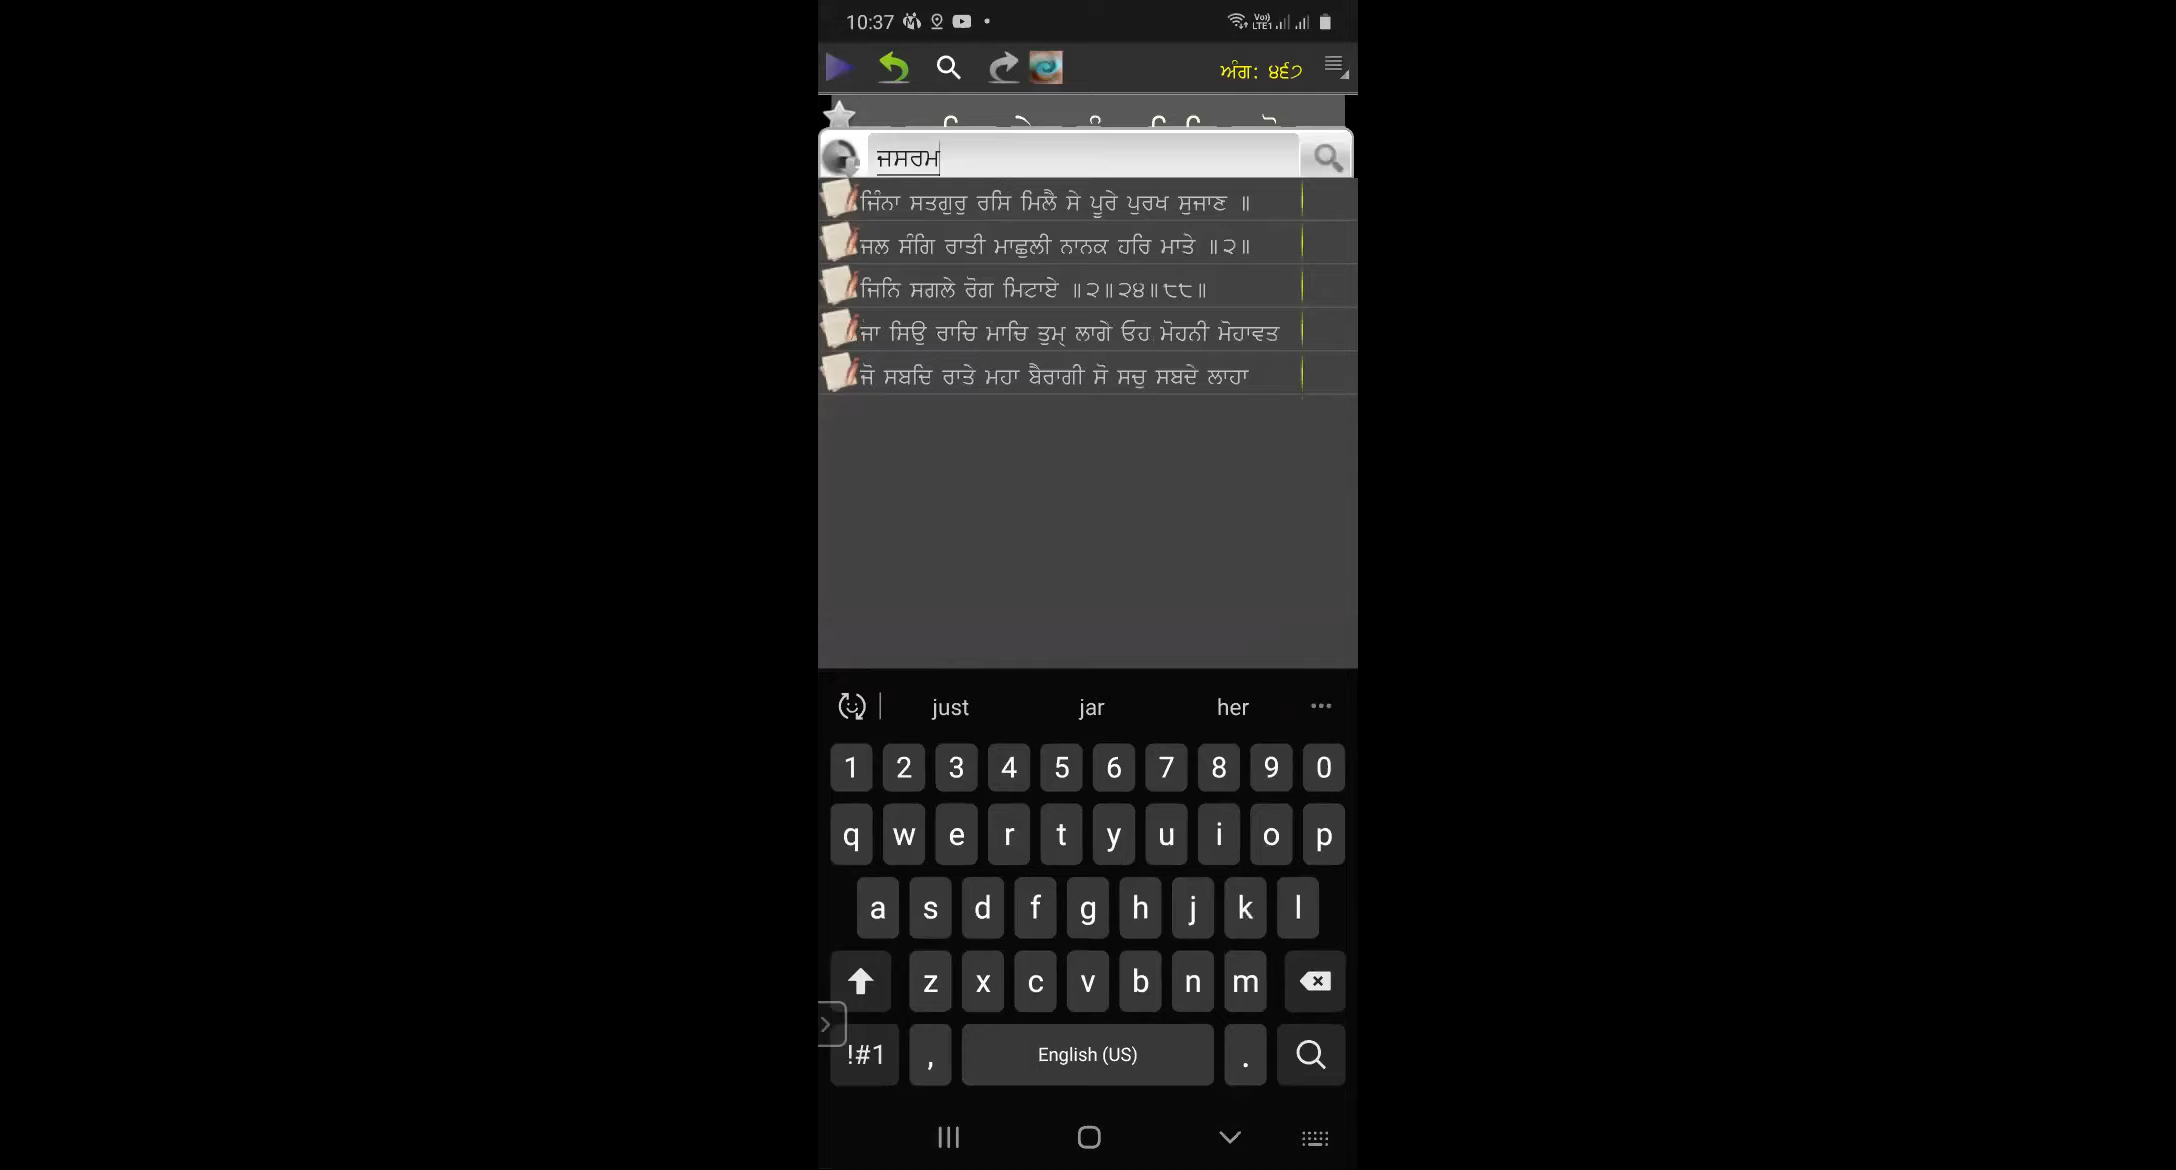 10:37
Vo)) LTE1
ਅੰਗ: ੪੬੭
ਜਸਰਮ
ਜਿੰਨਾ ਸਤਗੁਰੁ ਰਸਿ ਮਿਲੈ ਸੇ ਪੂਰੇ ਪੁਰਖ ਸੁਜਾਣ ॥
ਜਲ ਸੰਗਿ ਰਾਤੀ ਮਾਛੁਲੀ ਨਾਨਕ ਹਰਿ ਮਾਤੇ ॥੨॥
ਜਿਨਿ ਸਗਲੇ ਰੋਗ ਮਿਟਾਏ ॥੨॥੨੪॥੮੮॥
ਜਾ ਸਿਉ ਰਾਚਿ ਮਾਚਿ ਤੁਮ੍ ਲਾਗੇ ਓਹ ਮੋਹਨੀ ਮੋਹਾਵਤ
ਜੋ ਸਬਦਿ ਰਾਤੇ ਮਹਾ ਬੈਰਾਗੀ ਸੋ ਸਚੁ ਸਬਦੇ ਲਾਹਾ
just jar her
1 2 3 4 5 6 7 8 9 0
q w e r t y u i o p
a s d f g h j k l
z x c v b n m
!#1 , English (US) .